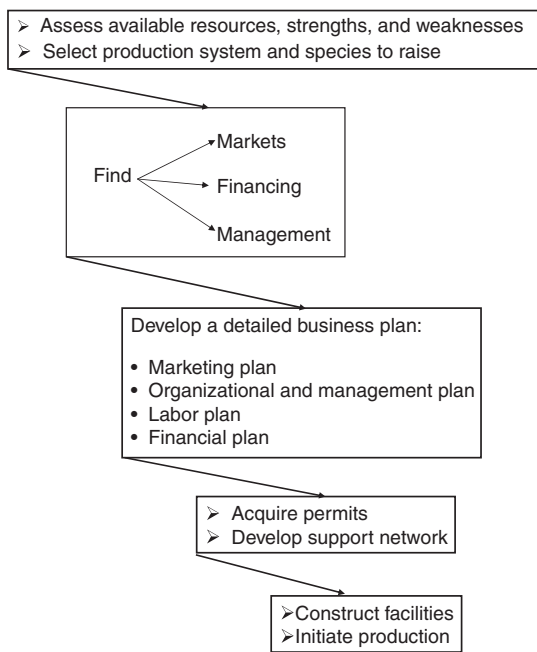 ➢ Assess available resources, strengths, and weaknesses
➢ Select production system and species to raise
Markets
Find
Financing
Management
Develop a detailed business plan:
• Marketing plan
• Organizational and management plan
• Labor plan
• Financial plan
➢ Acquire permits
➢ Develop support network
➢Construct facilities
➢Initiate production